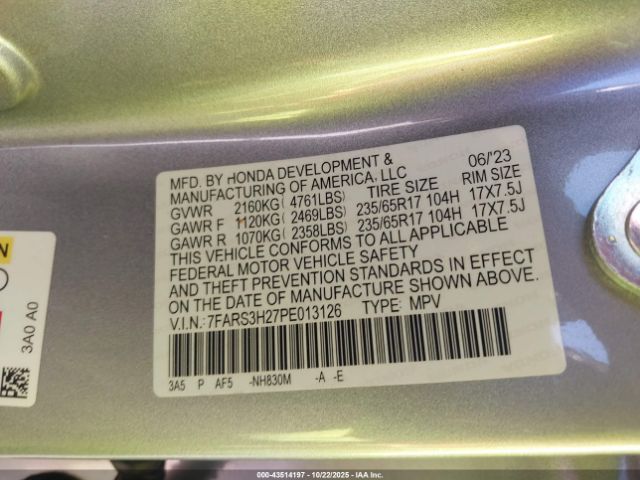 MFD. BY HONDA DEVELOPMENT & 06/'23
MANUFACTURING OF AMERICA, LLC
TIRE SIZE RIM SIZE
GVWR 2160KG( 4761LBS)
GAWR F 1120KG( 2469LBS) 235/65R17 104H 17X7.5J
GAWR R 1070KG( 2358LBS) 235/65R17 104H 17X7.5J
THIS VEHICLE CONFORMS TO ALL APPLICABLE
FEDERAL MOTOR VEHICLE SAFETY
AND THEFT PREVENTION STANDARDS IN EFFECT
ON THE DATE OF MANUFACTURE SHOWN ABOVE.
V.I.N.: 7FARS3H27PE013126 TYPE: MPV
3A5 P AF5 -NH830M -A -E
3A0 A0
000-43514197 - 10/22/2025 - IAA Inc.